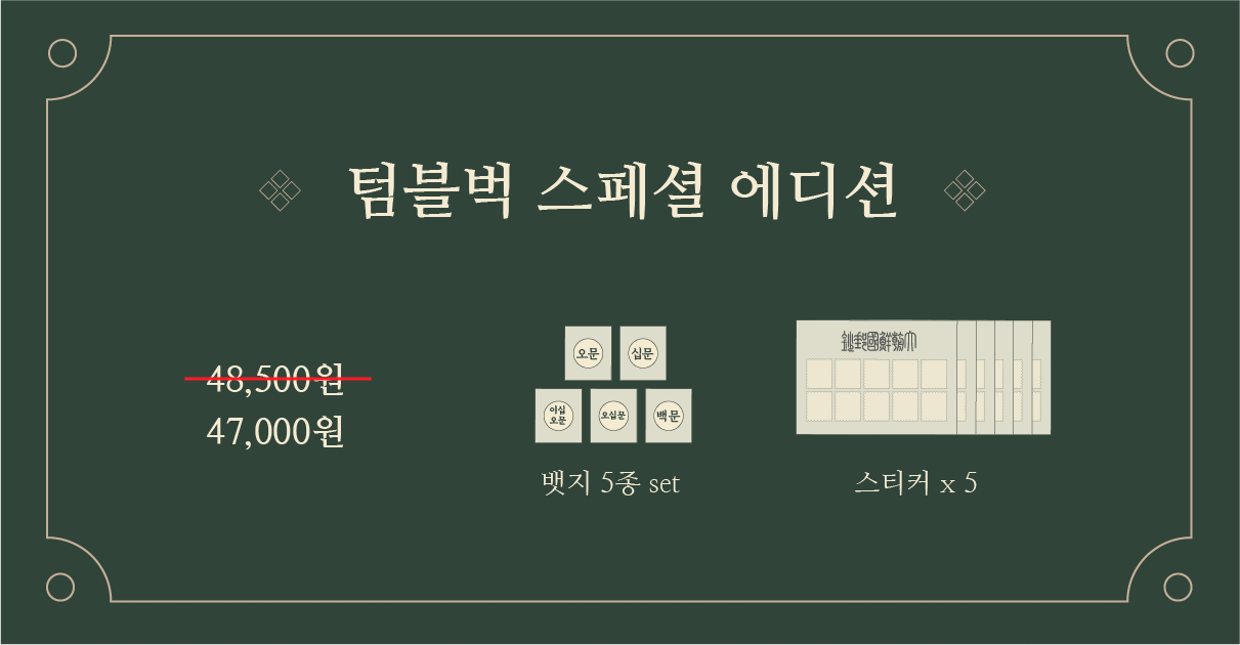 텀블벅 스페셜 에디션
48,500원
47,000원
오문
십문
이십
오문
오십문
백문
뱃지 5종 set
스티커 x 5